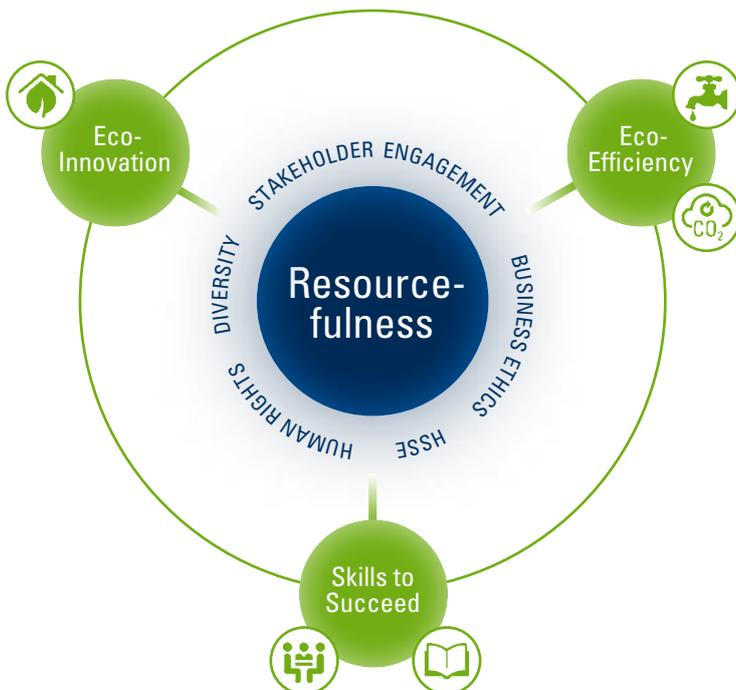 Eco-
Innovation
Eco-
Efficiency
CO₂
STAKEHOLDER ENGAGEMENT
DIVERSITY
BUSINESS ETHICS
Resource-
fulness
HUMAN RIGHTS
HSSE
Skills to
Succeed